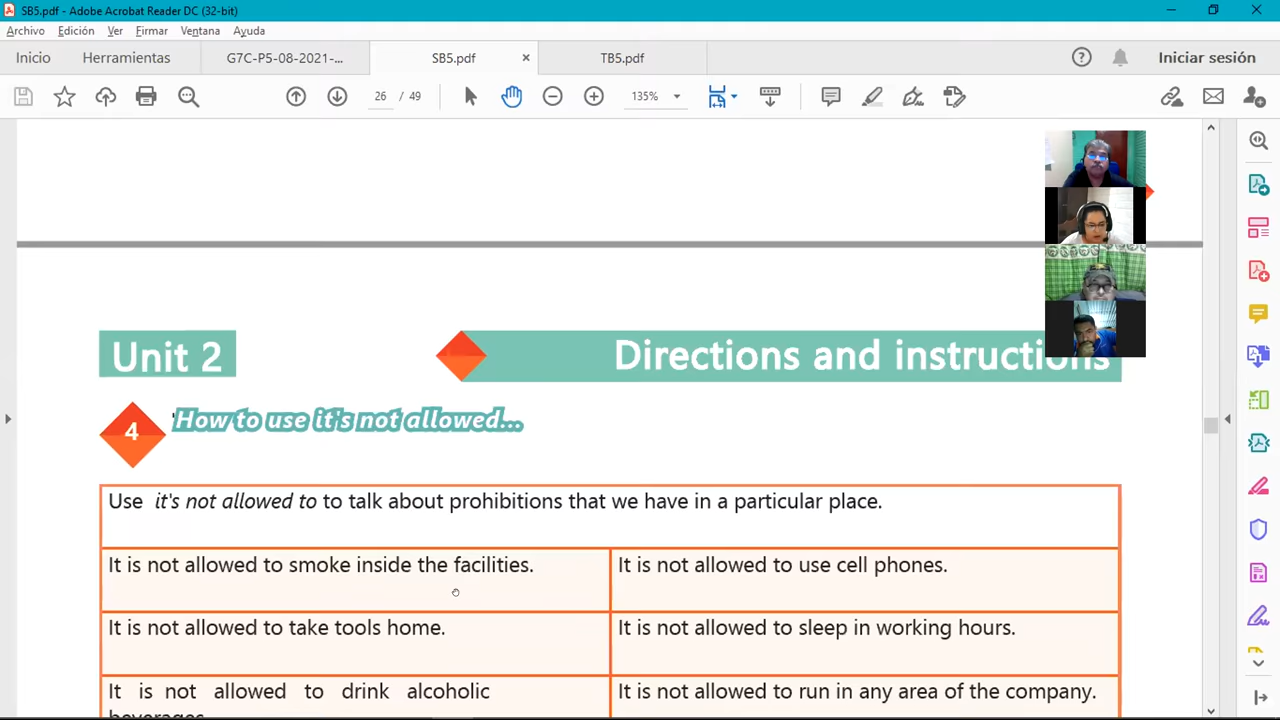 SB5.pdf - Adobe Acrobat Reader DC (32-bit)
Archivo Edición Ver Firmar Ventana Ayuda
Inicio Herramientas G7C-P5-08-2021-... SB5.pdf × TB5.pdf Iniciar sesión
26 / 49 135%
Unit 2
Directions and instructions
4
How to use it's not allowed...
Use it's not allowed to to talk about prohibitions that we have in a particular place.
It is not allowed to smoke inside the facilities.
It is not allowed to use cell phones.
It is not allowed to take tools home.
It is not allowed to sleep in working hours.
It is not allowed to drink alcoholic
beverages
It is not allowed to run in any area of the company.